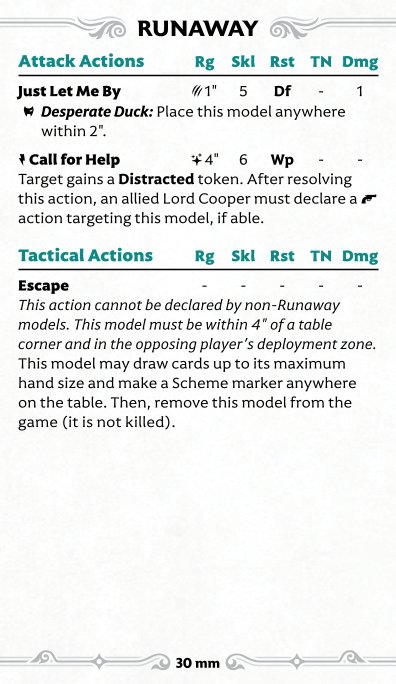 RUNAWAY
Attack Actions Rg Skl Rst TN Dmg
Just Let Me By 1" 5 Df - 1
Desperate Duck: Place this model anywhere
within 2".
Call for Help 4" 6 Wp - -
Target gains a Distracted token. After resolving
this action, an allied Lord Cooper must declare a
action targeting this model, if able.
Tactical Actions Rg Skl Rst TN Dmg
Escape - - - - -
This action cannot be declared by non-Runaway
models. This model must be within 4" of a table
corner and in the opposing player's deployment zone.
This model may draw cards up to its maximum
hand size and make a Scheme marker anywhere
on the table. Then, remove this model from the
game (it is not killed).
30 mm